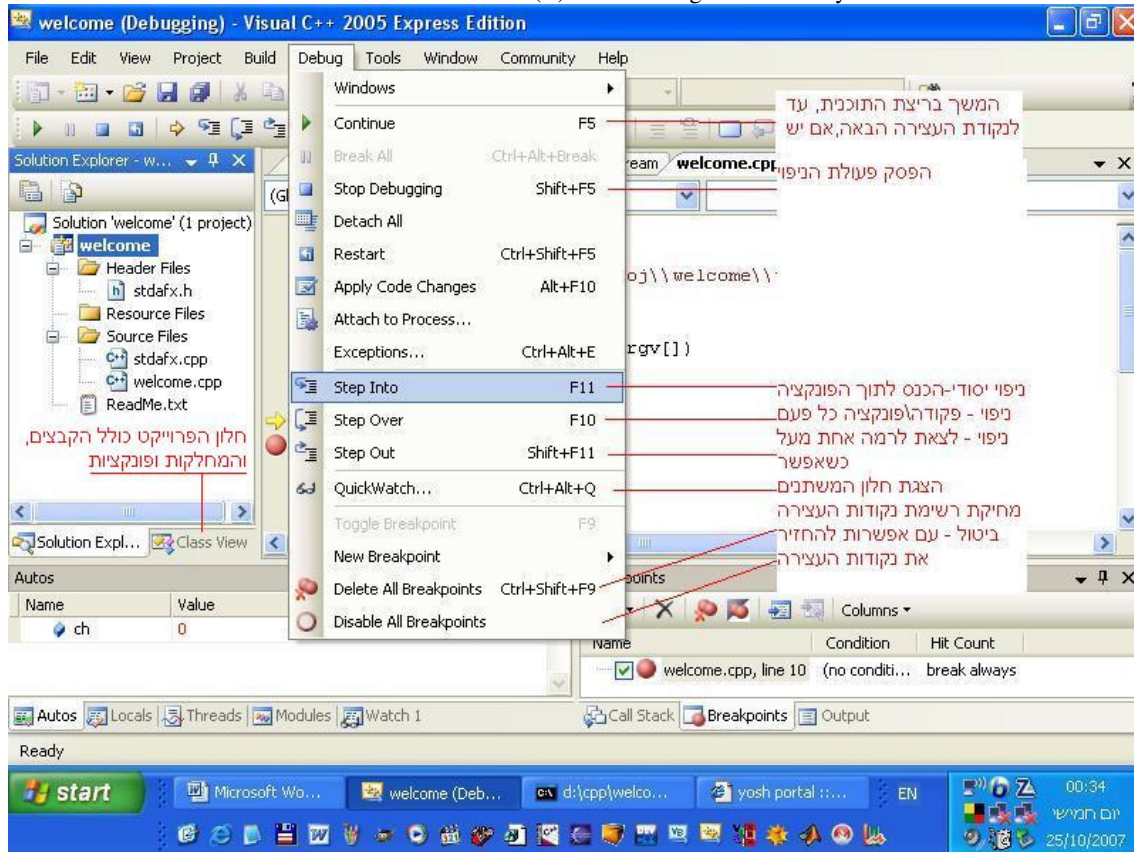 welcome (Debugging) - Visual C++ 2005 Express Edition
File Edit View Project Build Debug Tools Window Community Help
Solution Explorer - w...
Solution 'welcome' (1 project)
welcome
Header Files
stdafx.h
Resource Files
Source Files
stdafx.cpp
welcome.cpp
ReadMe.txt
חלון הפרוייקט כולל הקבצים,
והמחלקות ופונקציות
Solution Expl... Class View
Windows
Continue F5
Break All Ctrl+Alt+Break
Stop Debugging Shift+F5
Detach All
Restart Ctrl+Shift+F5
Apply Code Changes Alt+F10
Attach to Process...
Exceptions... Ctrl+Alt+E
Step Into F11
Step Over F10
Step Out Shift+F11
QuickWatch... Ctrl+Alt+Q
Toggle Breakpoint F9
New Breakpoint
Delete All Breakpoints Ctrl+Shift+F9
Disable All Breakpoints
eam welcome.cpp
(Gl
oj\\welcome\\
rgv[])
המשך בריצת התוכנית, עד
לנקודת העצירה הבאה,אם יש
הפסק פעולת הניפוי
ניפוי יסודי-הכנס לתוך הפונקציה
ניפוי - פקודה\פונקציה כל פעם
ניפוי - לצאת לרמה אחת מעל
כשאפשר
הצגת חלון המשתנים
מחיקת רשימת נקודות העצירה
ביטול - עם אפשרות להחזיר
את נקודות העצירה
Autos
Name Value
ch 0
Autos Locals Threads Modules Watch 1
points
Columns
Name Condition Hit Count
welcome.cpp, line 10 (no conditi... break always
Call Stack Breakpoints Output
Ready
start Microsoft Wo... welcome (Deb... d:\cpp\welco... yosh portal ::... EN
00:34
יום חמישי
25/10/2007